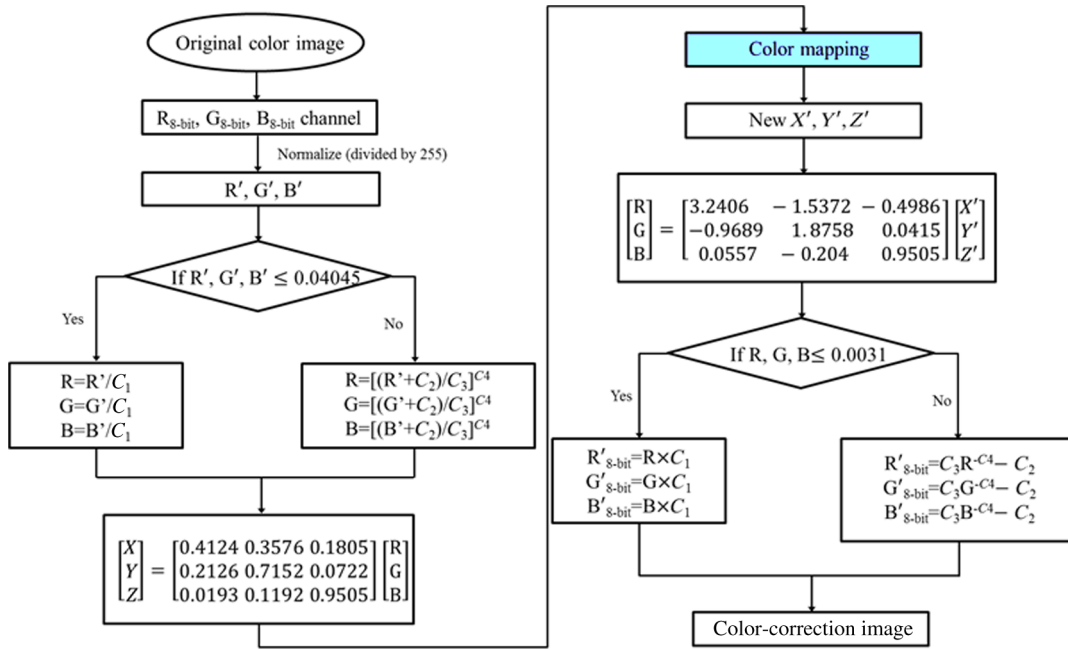 Original color image
R8-bit, G8-bit, B8-bit channel
Normalize (divided by 255)
R′, G′, B′
If R′, G′, B′ ≤ 0.04045
Yes
No
R=R’/C1
G=G’/C1
B=B’/C1
R=[(R’+C2)/C3]^C4
G=[(G’+C2)/C3]^C4
B=[(B’+C2)/C3]^C4
[X] = [0.4124 0.3576 0.1805] [R]
[Y] = [0.2126 0.7152 0.0722] [G]
[Z] = [0.0193 0.1192 0.9505] [B]
Color mapping
New X′, Y′, Z′
[R] = [3.2406 − 1.5372 − 0.4986] [X′]
[G] = [−0.9689 1.8758 0.0415] [Y′]
[B] = [0.0557 − 0.204 0.9505] [Z′]
If R, G, B≤ 0.0031
Yes
No
R′8-bit=R×C1
G′8-bit=G×C1
B′8-bit=B×C1
R′8-bit=C3R^-C4− C2
G′8-bit=C3G^-C4− C2
B′8-bit=C3B^-C4− C2
Color-correction image